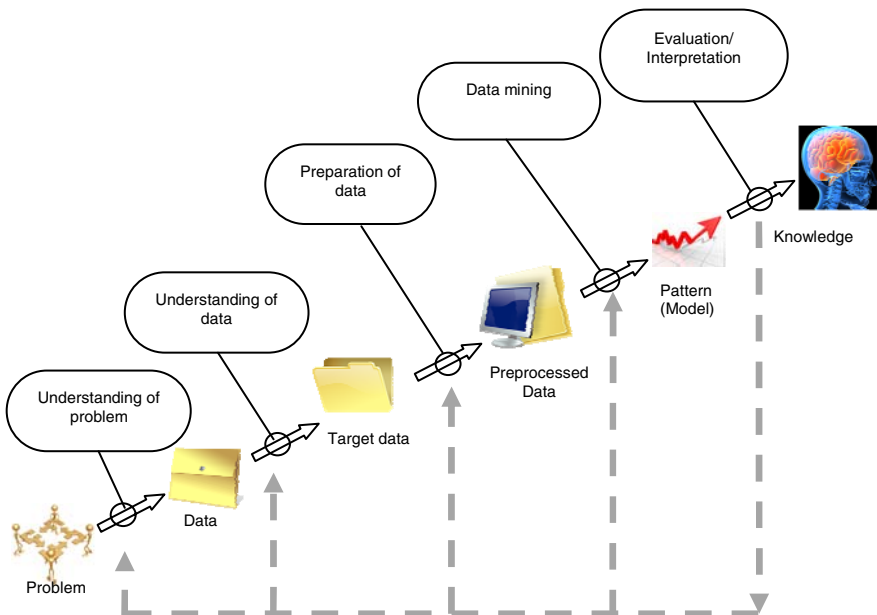 Evaluation/
Interpretation
Data mining
Preparation of
data
Knowledge
Understanding of
data
Pattern
(Model)
Preprocessed
Data
Understanding of
problem
Target data
Data
Problem